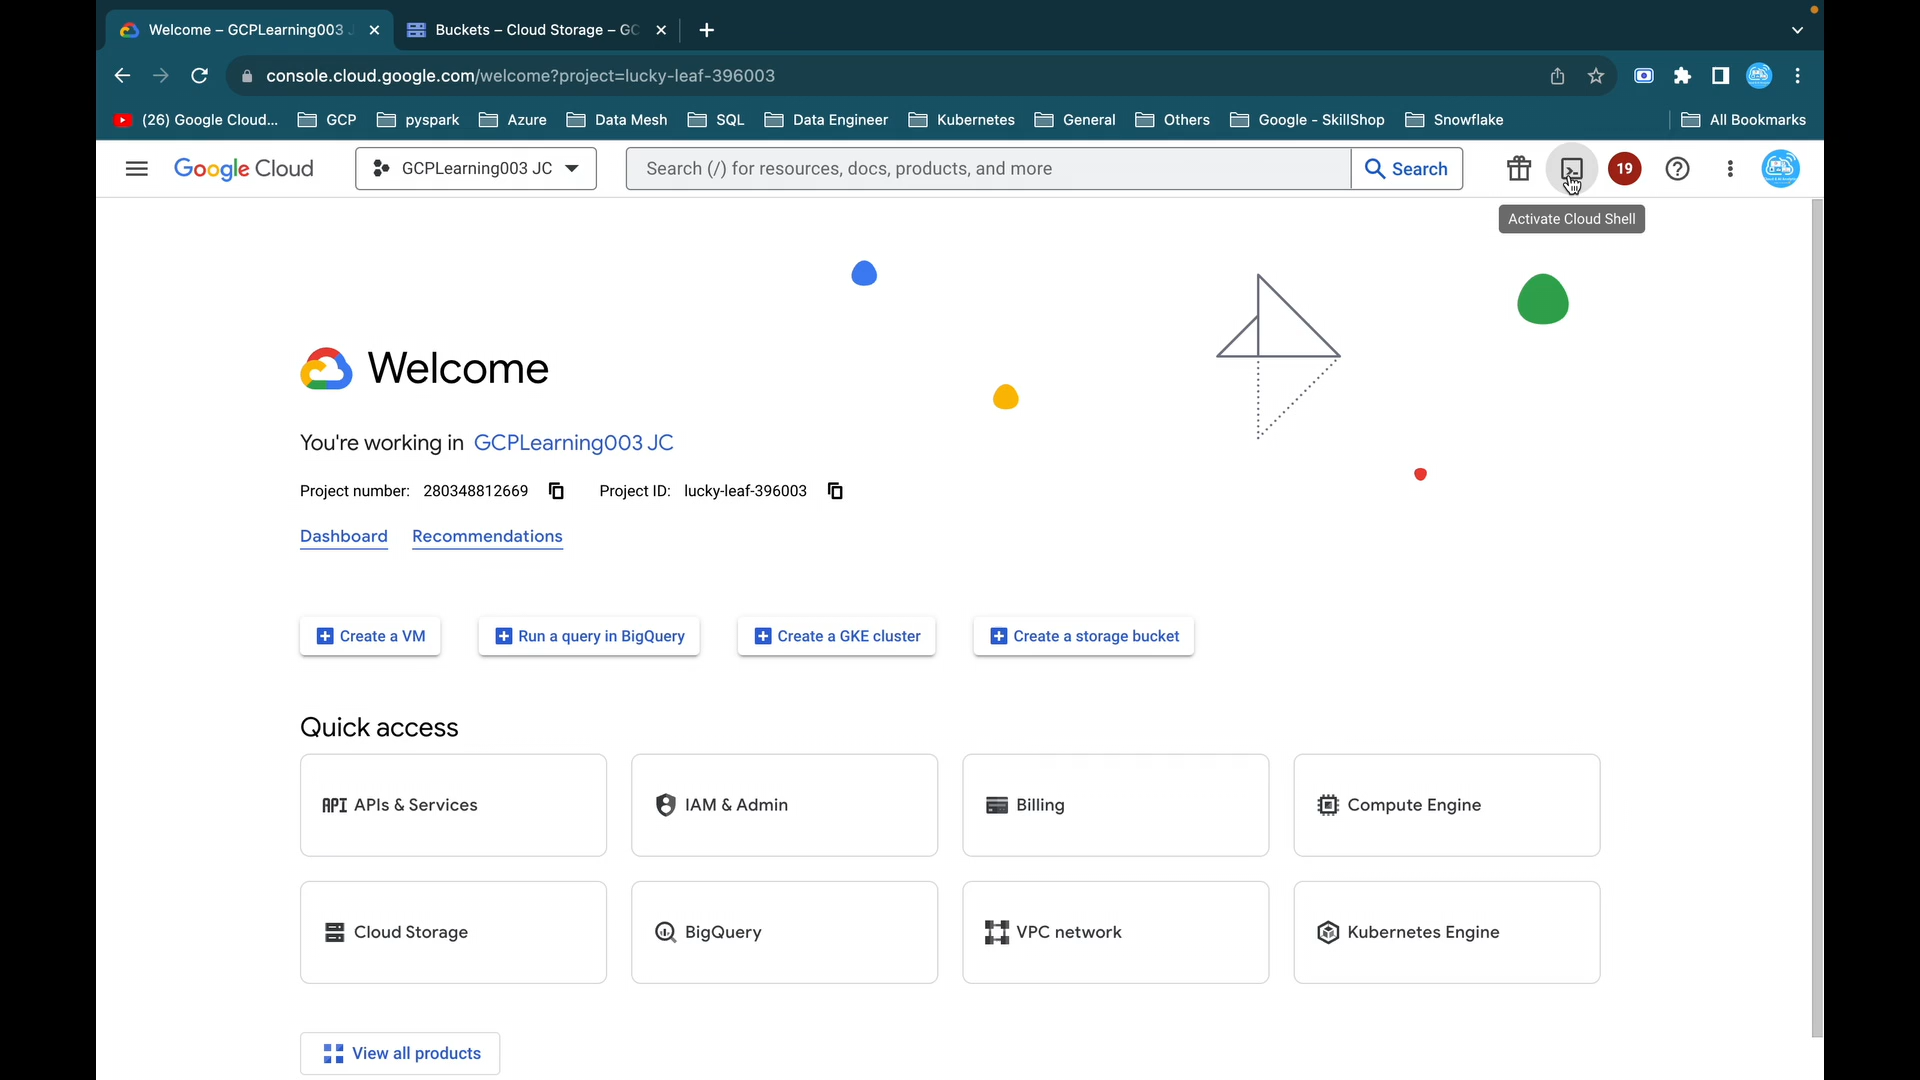 Welcome – GCPLearning003 J
Buckets – Cloud Storage – GC
console.cloud.google.com/welcome?project=lucky-leaf-396003
(26) Google Cloud...
GCP
pyspark
Azure
Data Mesh
SQL
Data Engineer
Kubernetes
General
Others
Google - SkillShop
Snowflake
All Bookmarks
Google Cloud
GCPLearning003 JC
Search (/) for resources, docs, products, and more
Search
19
Activate Cloud Shell
Welcome
You're working in GCPLearning003 JC
Project number: 280348812669
Project ID: lucky-leaf-396003
Dashboard
Recommendations
Create a VM
Run a query in BigQuery
Create a GKE cluster
Create a storage bucket
Quick access
API APIs & Services
IAM & Admin
Billing
Compute Engine
Cloud Storage
BigQuery
VPC network
Kubernetes Engine
View all products